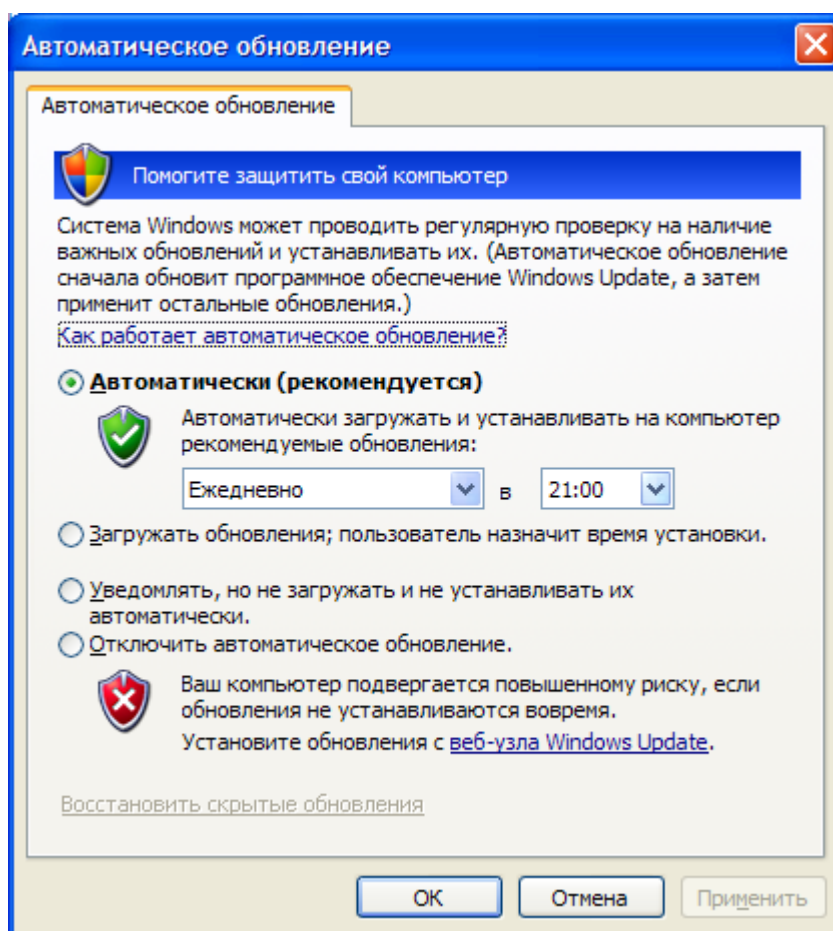 Автоматическое обновление
Автоматическое обновление
Помогите защитить свой компьютер
Система Windows может проводить регулярную проверку на наличие
важных обновлений и устанавливать их. (Автоматическое обновление
сначала обновит программное обеспечение Windows Update, а затем
применит остальные обновления.)
Как работает автоматическое обновление?
Автоматически (рекомендуется)
Автоматически загружать и устанавливать на компьютер
рекомендуемые обновления:
Ежедневно в 21:00
Загружать обновления; пользователь назначит время установки.
Уведомлять, но не загружать и не устанавливать их
автоматически.
Отключить автоматическое обновление.
Ваш компьютер подвергается повышенному риску, если
обновления не устанавливаются вовремя.
Установите обновления с веб-узла Windows Update.
Восстановить скрытые обновления
ОК Отмена Применить